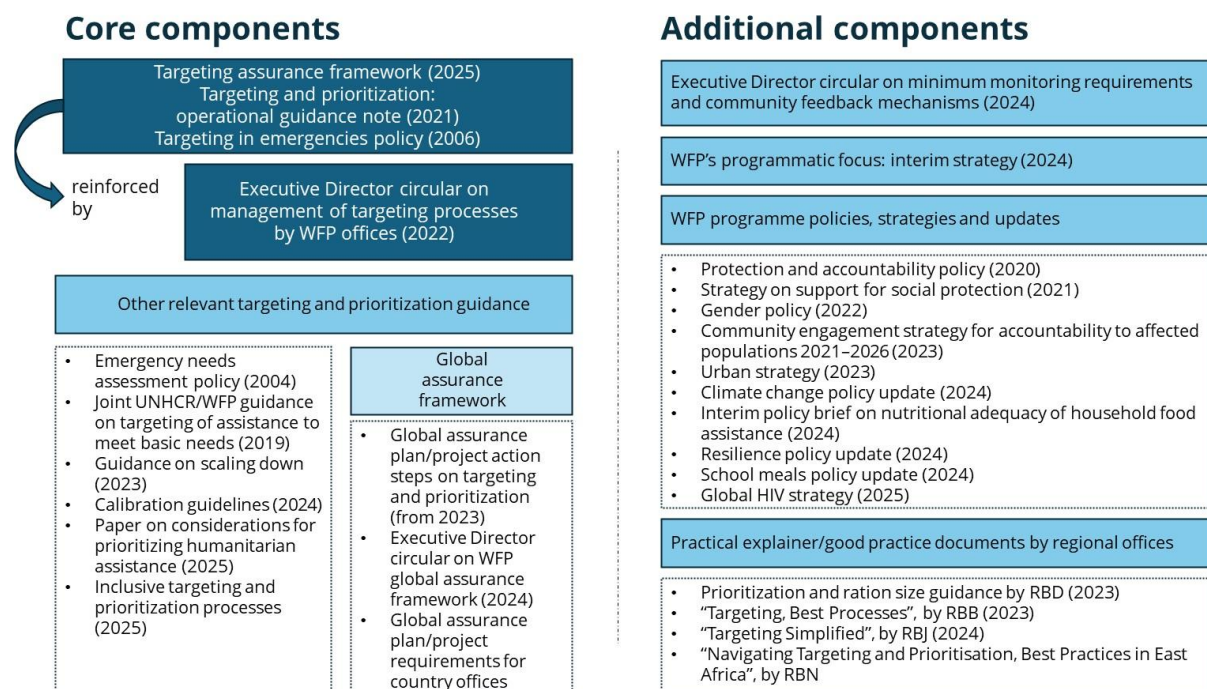 Core components
Targeting assurance framework (2025)
Targeting and prioritization:
operational guidance note (2021)
Targeting in emergencies policy (2006)
reinforced
by
Executive Director circular on
management of targeting processes
by WFP offices (2022)
Other relevant targeting and prioritization guidance
• Emergency needs
assessment policy (2004)
• Joint UNHCR/WFP guidance
on targeting of assistance to
meet basic needs (2019)
• Guidance on scaling down
(2023)
• Calibration guidelines (2024)
• Paper on considerations for
prioritizing humanitarian
assistance (2025)
• Inclusive targeting and
prioritization processes
(2025)
Global
assurance
framework
• Global assurance
plan/project action
steps on targeting
and prioritization
(from 2023)
• Executive Director
circular on WFP
global assurance
framework (2024)
• Global assurance
plan/project
requirements for
country offices
Additional components
Executive Director circular on minimum monitoring requirements
and community feedback mechanisms (2024)
WFP’s programmatic focus: interim strategy (2024)
WFP programme policies, strategies and updates
• Protection and accountability policy (2020)
• Strategy on support for social protection (2021)
• Gender policy (2022)
• Community engagement strategy for accountability to affected
populations 2021–2026 (2023)
• Urban strategy (2023)
• Climate change policy update (2024)
• Interim policy brief on nutritional adequacy of household food
assistance (2024)
• Resilience policy update (2024)
• School meals policy update (2024)
• Global HIV strategy (2025)
Practical explainer/good practice documents by regional offices
• Prioritization and ration size guidance by RBD (2023)
• “Targeting, Best Processes”, by RBB (2023)
• “Targeting Simplified”, by RBJ (2024)
• “Navigating Targeting and Prioritisation, Best Practices in East
Africa”, by RBN